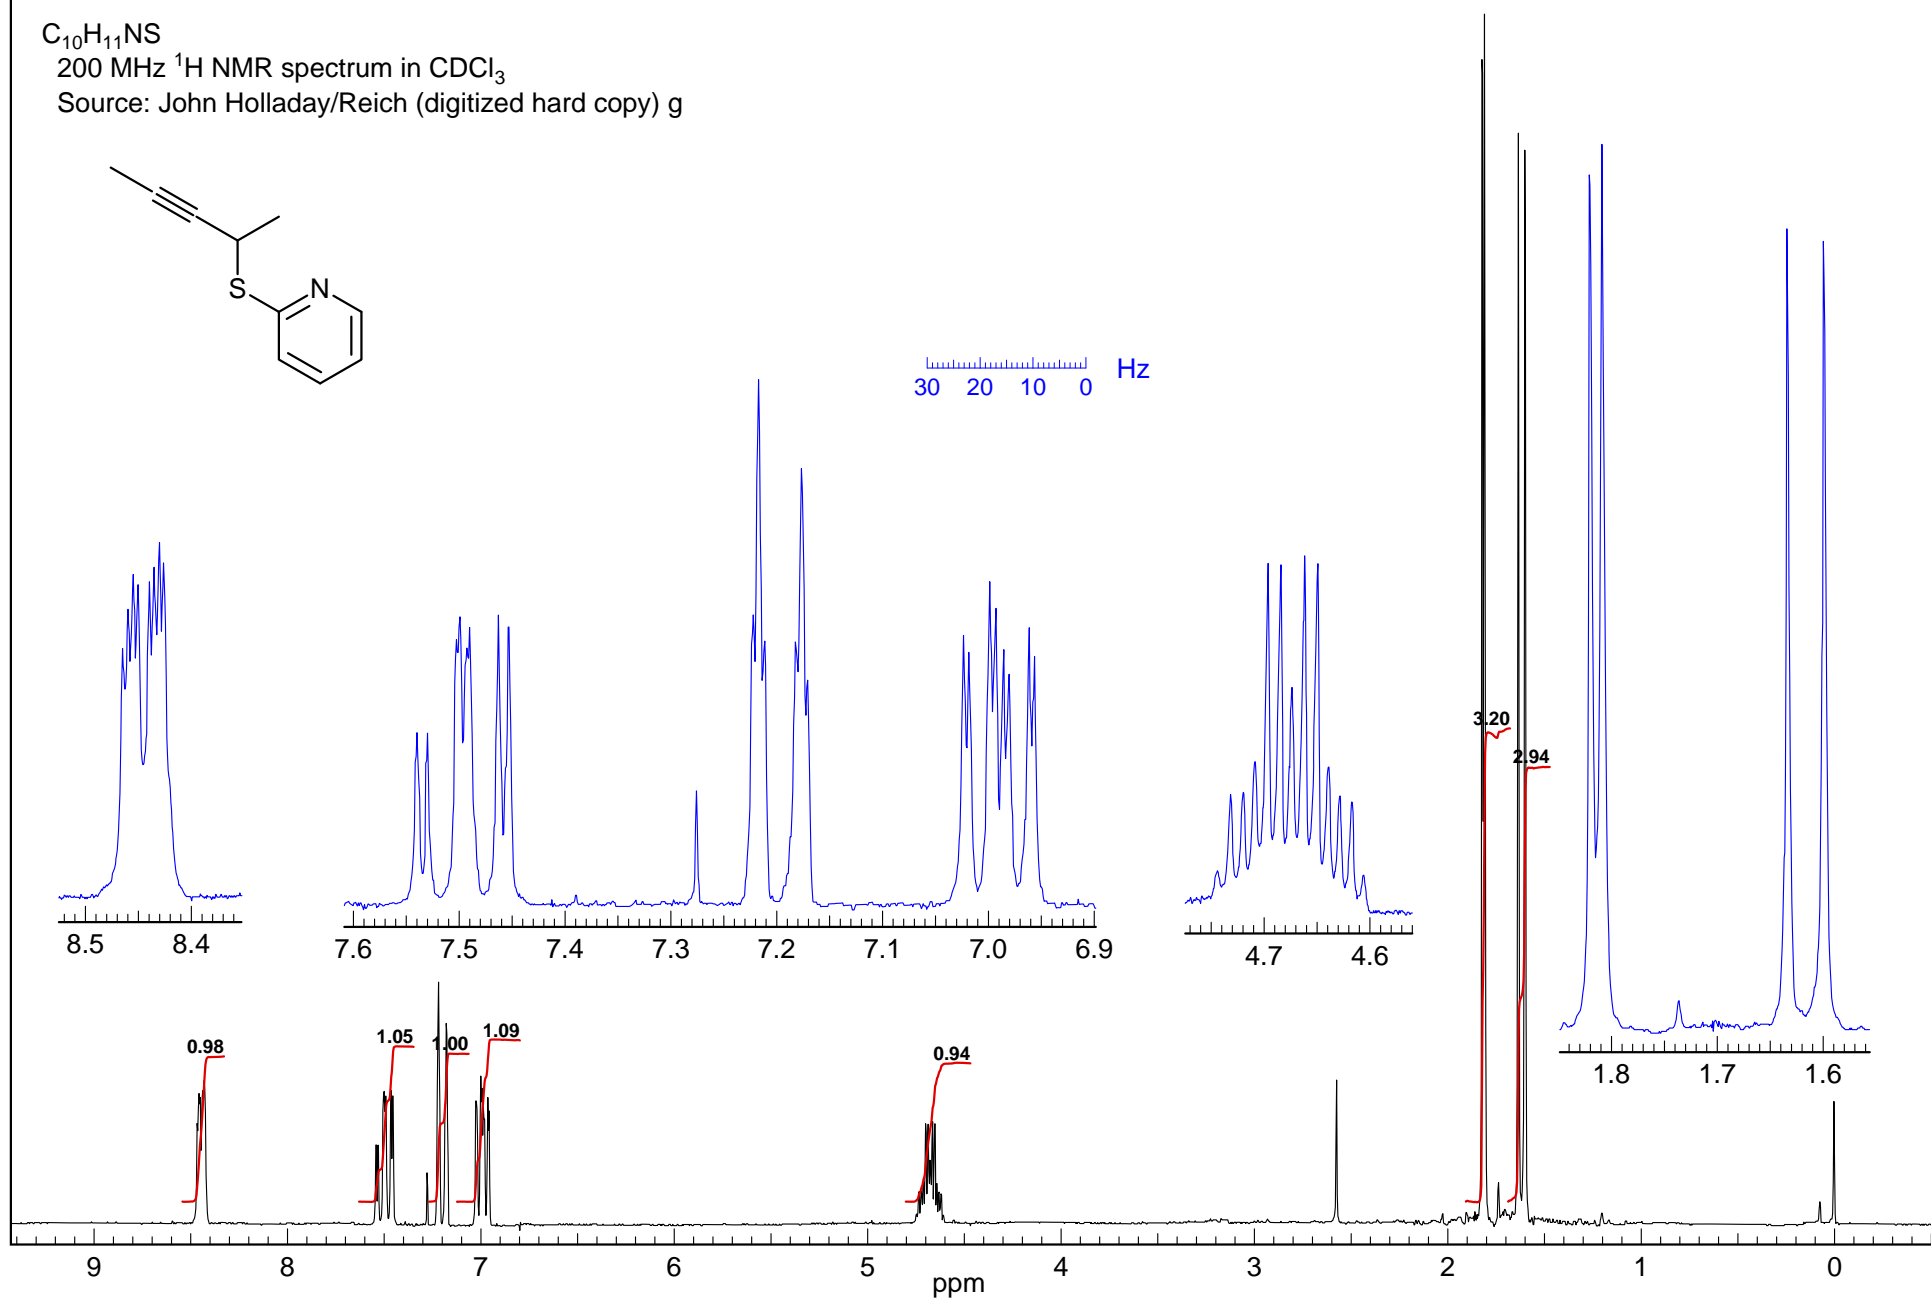 C₁₀H₁₁NS
200 MHz ¹H NMR spectrum in CDCl₃
Source: John Holladay/Reich (digitized hard copy) g
S
N
30 20 10 0 Hz
8.5 8.4
7.6 7.5 7.4 7.3 7.2 7.1 7.0 6.9
4.7 4.6
1.8 1.7 1.6
3.20
2.94
0.98
1.05
1.00
1.09
0.94
9 8 7 6 5 4 3 2 1 0
ppm